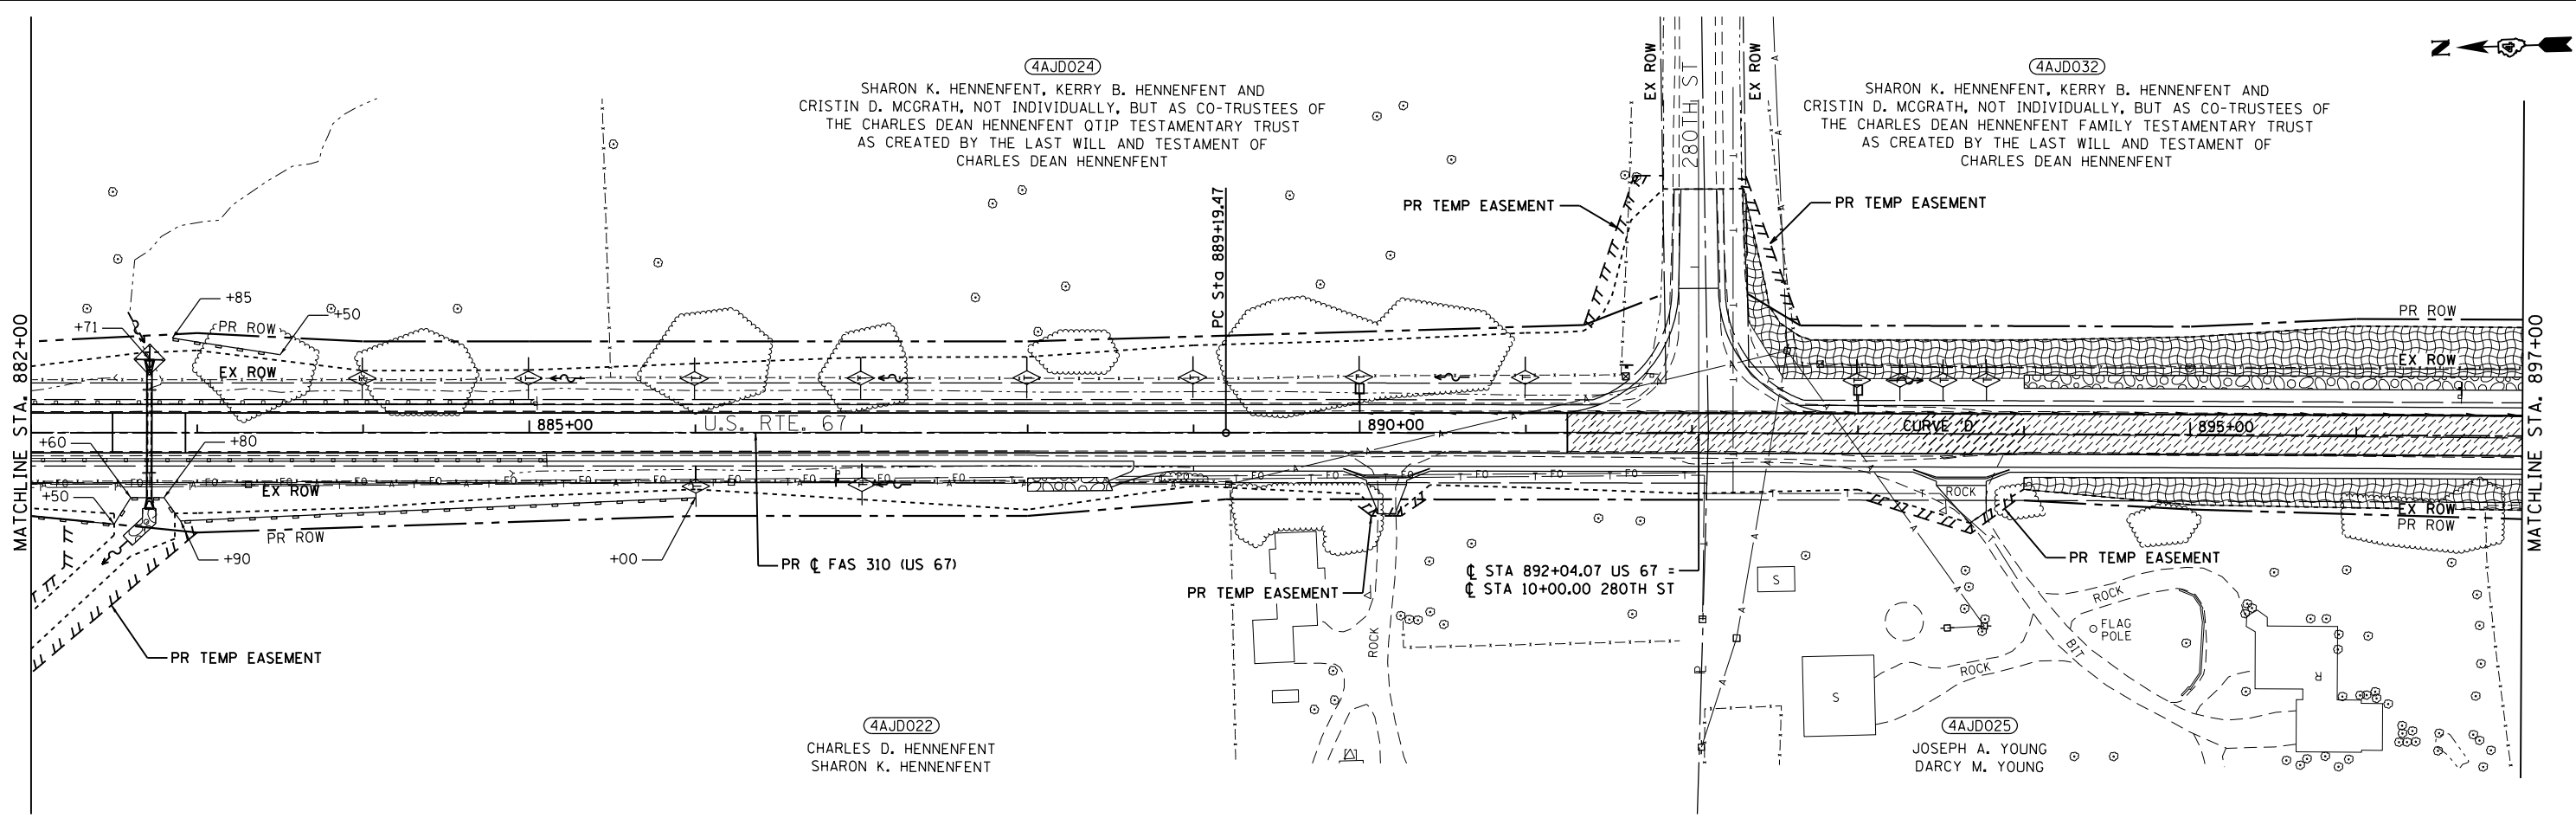 MATCHLINE STA. 882+00
4AJD024
SHARON K. HENNENFENT, KERRY B. HENNENFENT AND
CRISTIN D. MCGRATH, NOT INDIVIDUALLY, BUT AS CO-TRUSTEES OF
THE CHARLES DEAN HENNENFENT QTIP TESTAMENTARY TRUST
AS CREATED BY THE LAST WILL AND TESTAMENT OF
CHARLES DEAN HENNENFENT
EX ROW
280TH ST
EX ROW
4AJD032
SHARON K. HENNENFENT, KERRY B. HENNENFENT AND
CRISTIN D. MCGRATH, NOT INDIVIDUALLY, BUT AS CO-TRUSTEES OF
THE CHARLES DEAN HENNENFENT FAMILY TESTAMENTARY TRUST
AS CREATED BY THE LAST WILL AND TESTAMENT OF
CHARLES DEAN HENNENFENT
N
PC Sta 889+19.47
PR TEMP EASEMENT
PR TEMP EASEMENT
+85
+50
+71
PR ROW
EX ROW
PR ROW
EX ROW
885+00
U.S. RTE. 67
890+00
CURVE 'D'
895+00
+60
+80
+50
EX ROW
PR ROW
+90
+00
PR ℄ FAS 310 (US 67)
PR TEMP EASEMENT
℄ STA 892+04.07 US 67 =
℄ STA 10+00.00 280TH ST
ROCK
PR TEMP EASEMENT
EX ROW
PR ROW
PR TEMP EASEMENT
ROCK
S
ROCK
FLAG
POLE
BIT
ROCK
S
R
4AJD022
CHARLES D. HENNENFENT
SHARON K. HENNENFENT
4AJD025
JOSEPH A. YOUNG
DARCY M. YOUNG
MATCHLINE STA. 897+00